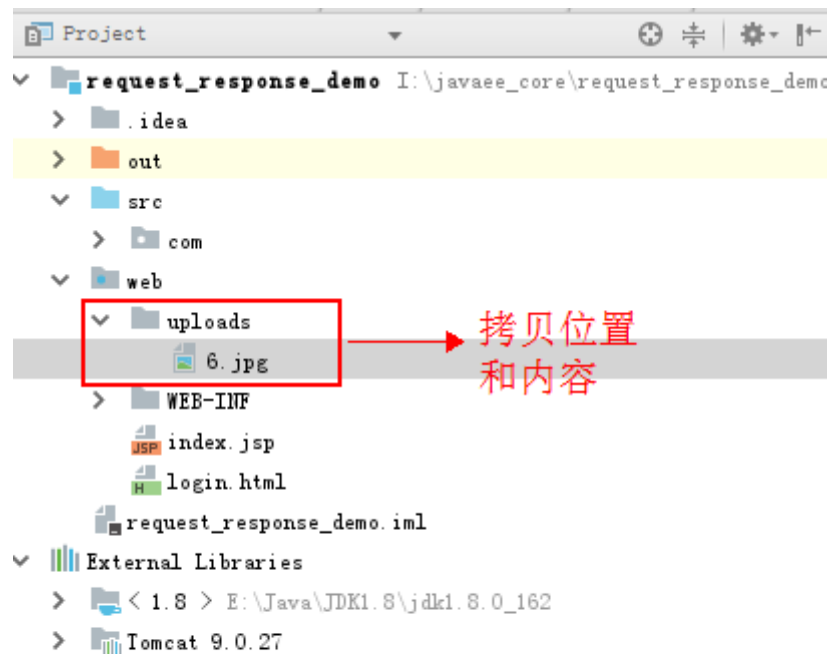 Project
request_response_demo I:\javaee_core\request_response_demo
.idea
out
src
com
web
uploads
拷贝位置
6.jpg
和内容
WEB-INF
JSP index.jsp
H login.html
request_response_demo.iml
External Libraries
< 1.8 > E:\Java\JDK1.8\jdk1.8.0_162
Tomcat 9.0.27